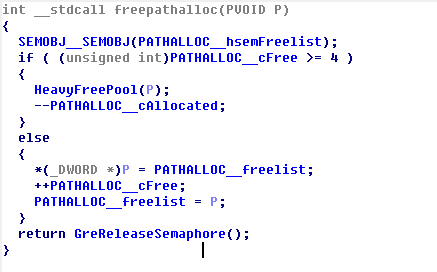 int __stdcall freepathalloc(PVOID P)
{
  SEMOBJ__SEMOBJ(PATHALLOC__hsemFreelist);
  if ( (unsigned int)PATHALLOC__cFree >= 4 )
  {
    HeavyFreePool(P);
    --PATHALLOC__cAllocated;
  }
  else
  {
    *(_DWORD *)P = PATHALLOC__freelist;
    ++PATHALLOC__cFree;
    PATHALLOC__freelist = P;
  }
  return GreReleaseSemaphore();
}